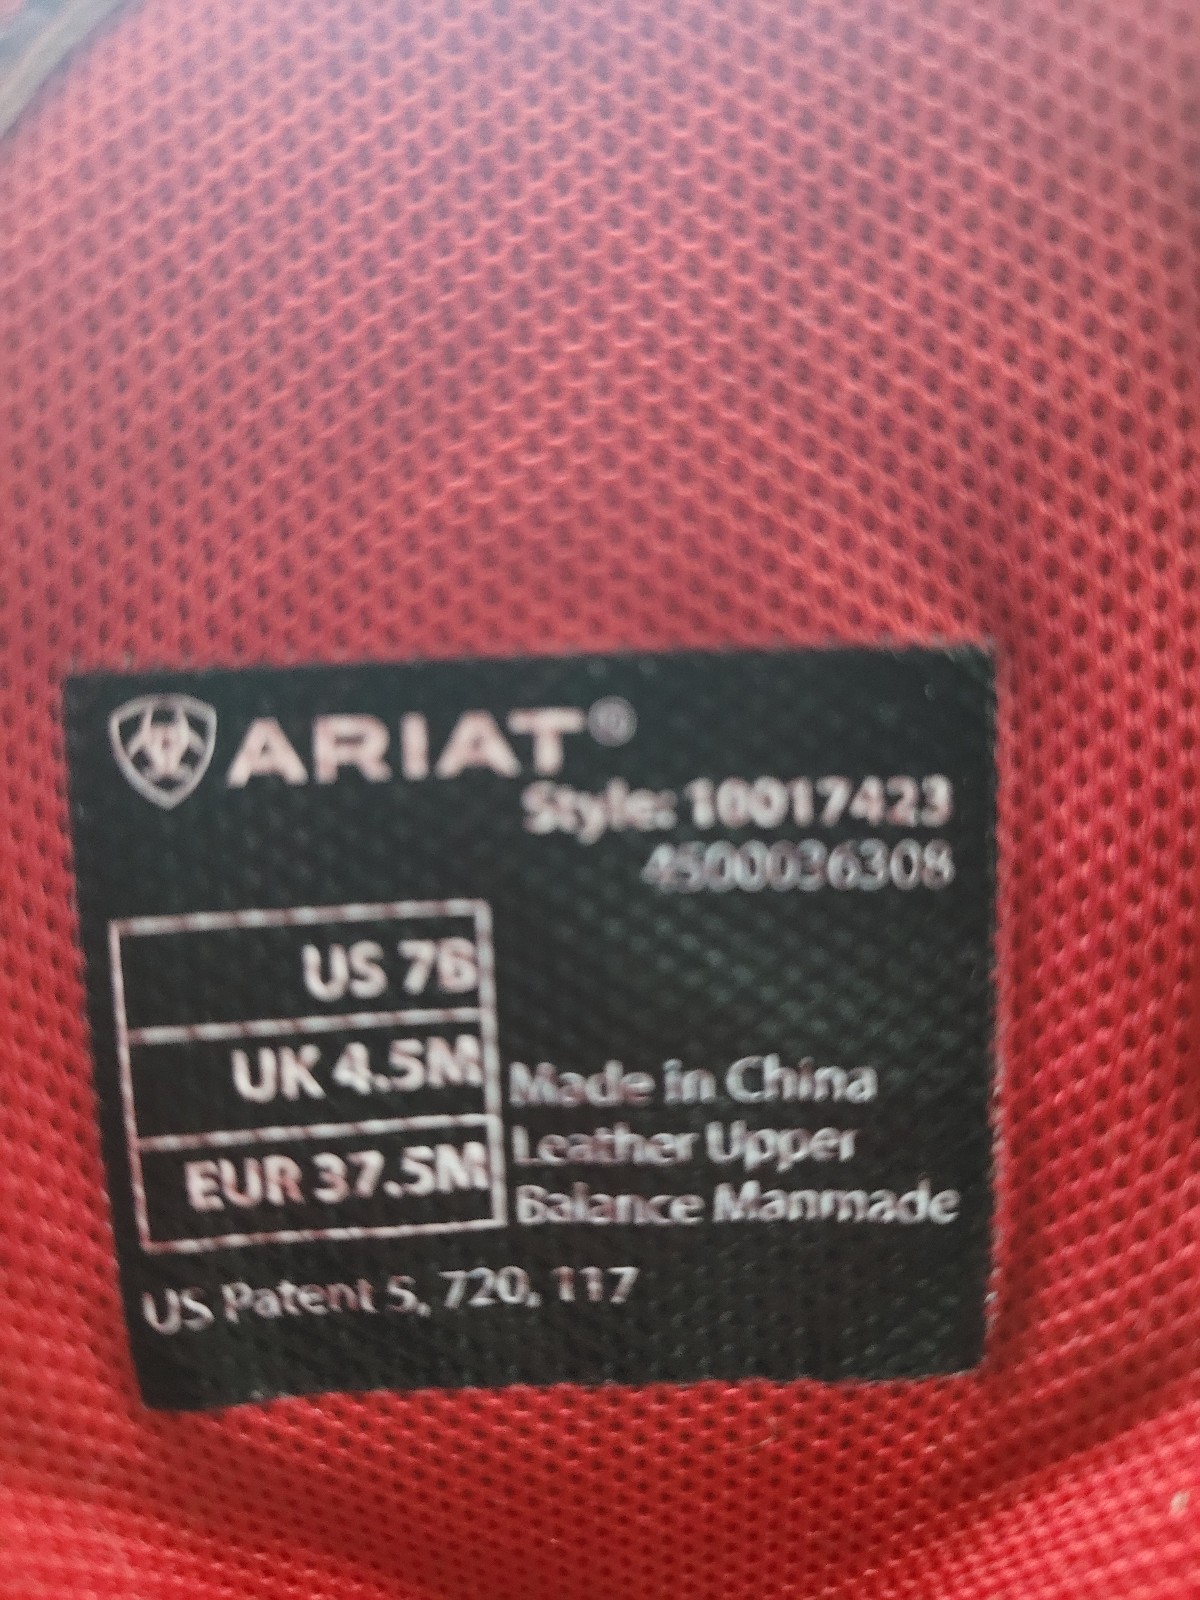 ARIAT®
Style: 10017423
4500036308
US 7B
UK 4.5M
EUR 37.5M
Made in China
Leather Upper
Balance Manmade
US Patent 5, 720, 117